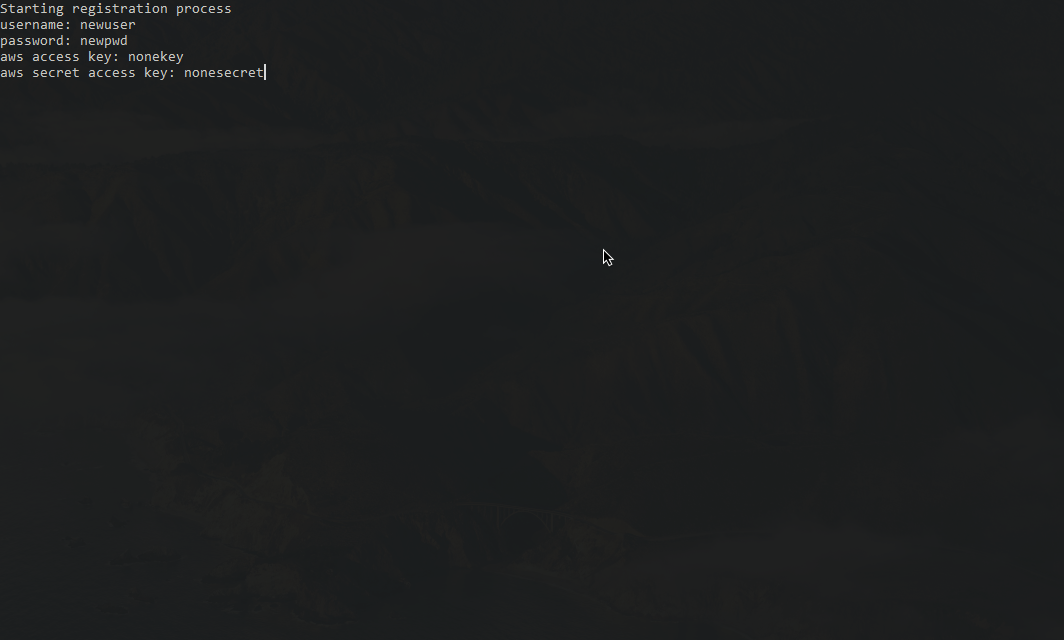 Starting registration process
username: newuser
password: newpwd
aws access key: nonekey
aws secret access key: nonesecret